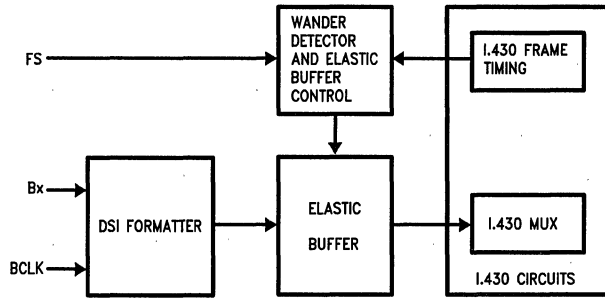 WANDER
DETECTOR
AND ELASTIC
BUFFER
CONTROL
FS
I.430 FRAME
TIMING
Bx
BCLK
DSI FORMATTER
ELASTIC
BUFFER
I.430 MUX
I.430 CIRCUITS